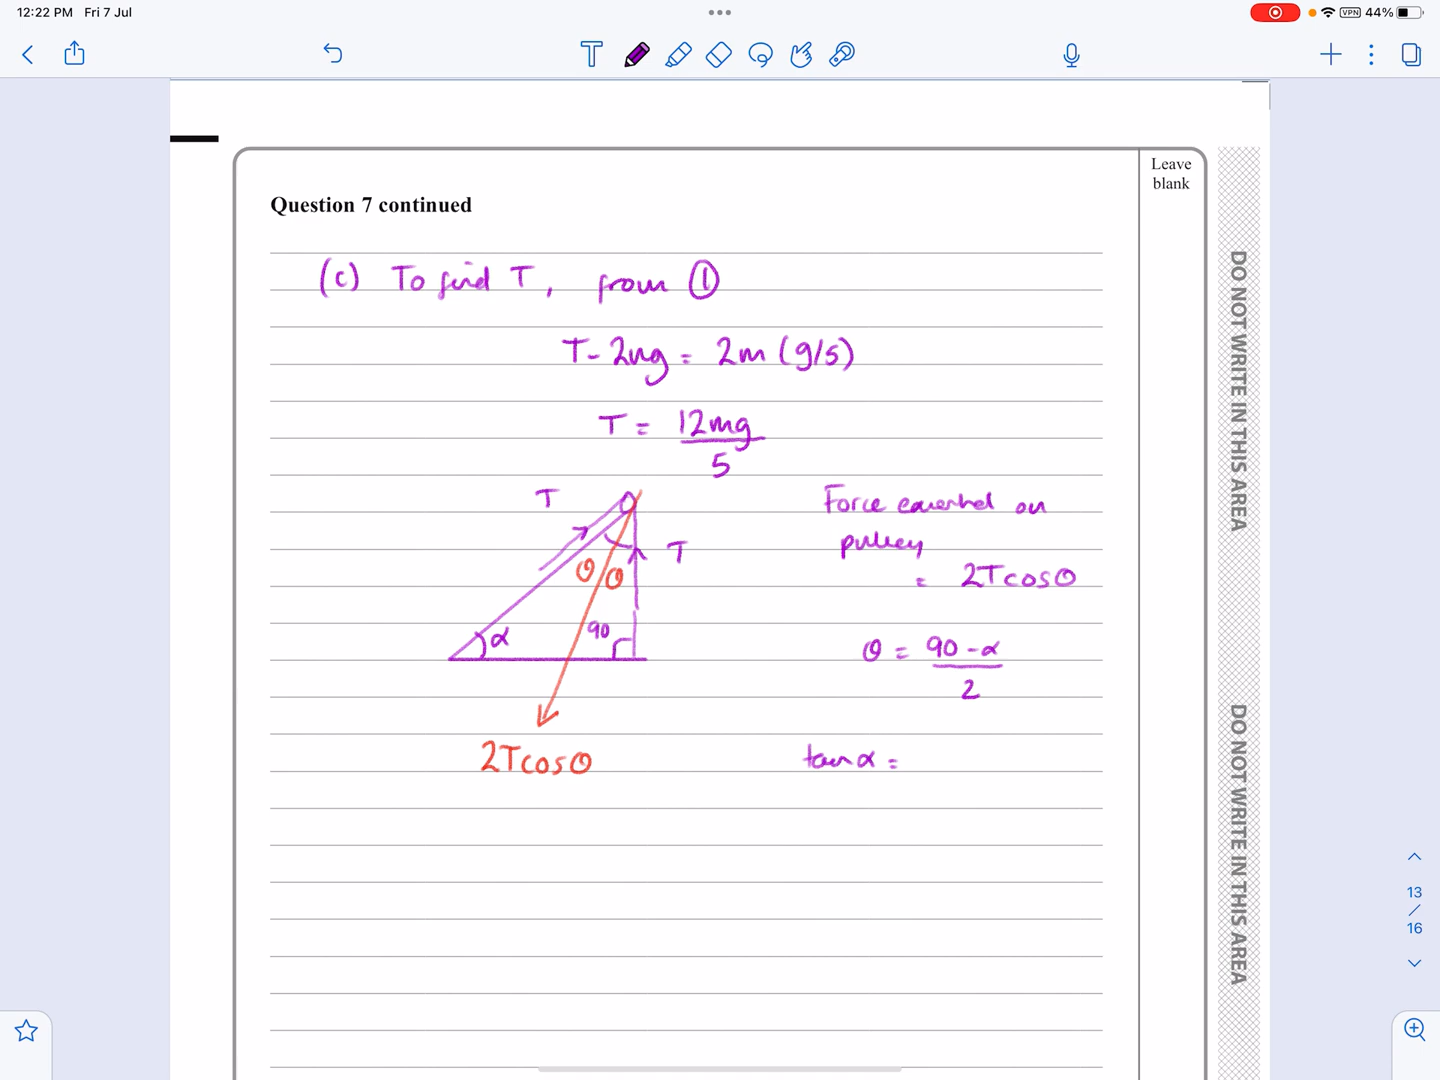 12:22 PM Fri 7 Jul
VPN 44%
T
Leave
blank
Question 7 continued
(c) To find T, from ①
T - 2mg = 2m (g/5)
T = 12mg
5
T
T
θ θ
α
90
2Tcosθ
Force exerted on
pulley
= 2Tcosθ
θ = 90 - α
2
tan α =
DO NOT WRITE IN THIS AREA
DO NOT WRITE IN THIS AREA
13
/
16